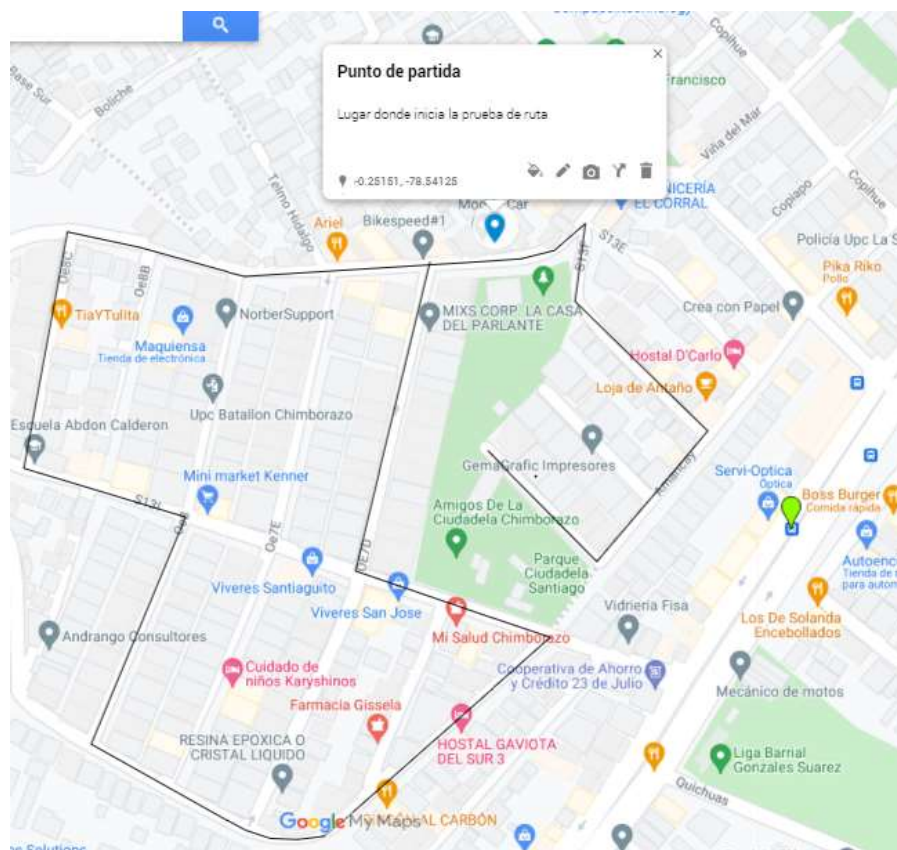 Copihue
Francisco
Base Sur
Boliche
Punto de partida
Lugar donde inicia la prueba de ruta
-0.25151, -78.54125
Viña del Mar
Copiapo
Copihue
Telmo Hidalgo
EL CORRAL
Ariel
Bikespeed#1
Car
S13E
Policía Upc La S
Oe8C
Oe8B
Pika Riko
Pollo
TiaYTulita
NorberSupport
MIXS CORP. LA CASA
DEL PARLANTE
Crea con Papel
Maquiensa
Tienda de electrónica
Hostal D'Carlo
Upc Batallon Chimborazo
Loja de Antaño
Escuela Abdon Calderon
GemaGrafic Impresores
Amancay
Mini market Kenner
Servi-Optica
Óptica
Boss Burger
Comida rápida
S13I
Oe7E
Amigos De La
Ciudadela Chimborazo
OE7D
Parque
Ciudadela
Santiago
Autoenc
Tienda de r
para autom
Viveres Santiaguito
Viveres San Jose
Vidrieria Fisa
Los De Solanda
Encebollados
Andrango Consultores
Mi Salud Chimborazo
Cuidado de
niños Karyshinos
Cooperativa de Ahorro
y Crédito 23 de Julio
Mecánico de motos
Farmacia Gissela
RESINA EPOXICA O
CRISTAL LIQUIDO
HOSTAL GAVIOTA
DEL SUR 3
Liga Barrial
Gonzales Suarez
Quichuas
Google My Maps
AL CARBÓN
Solutions